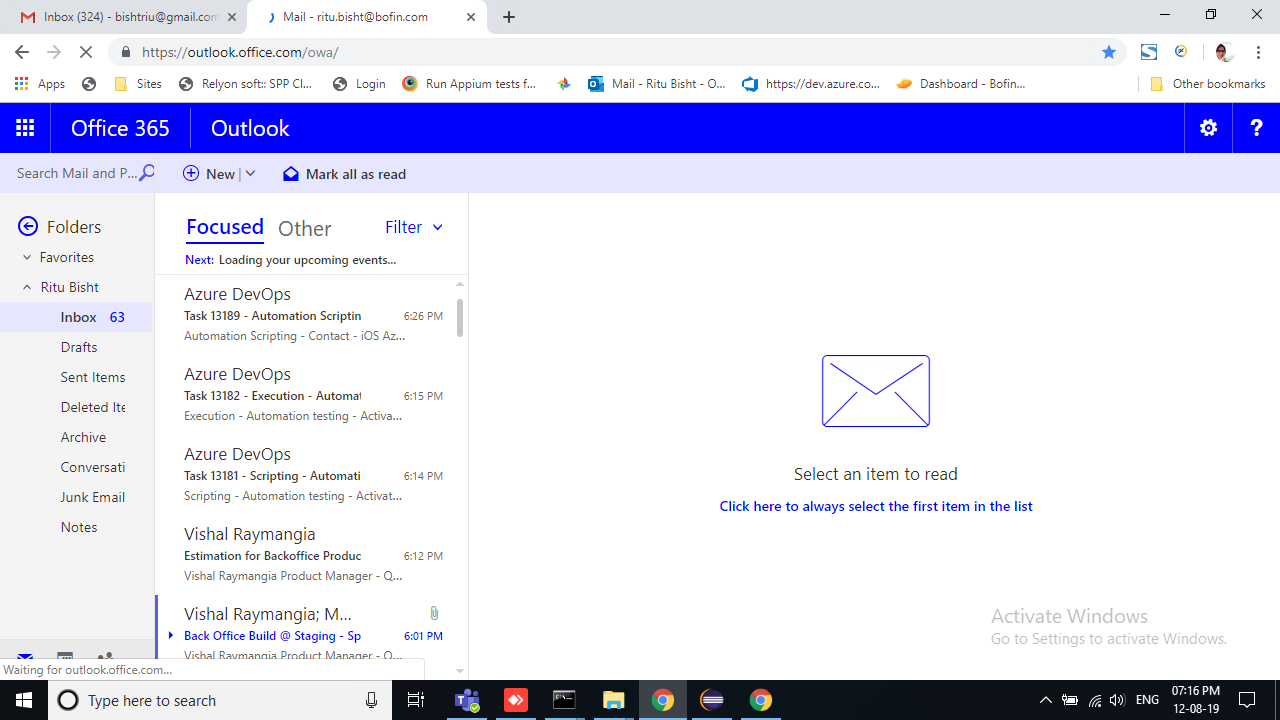 Inbox (324) - bishtriu@gmail.com
Mail - ritu.bisht@bofin.com
https://outlook.office.com/owa/
Apps
Sites
Relyon soft:: SPP Cl...
Login
Run Appium tests f...
Mail - Ritu Bisht - O...
https://dev.azure.co...
Dashboard - Bofin...
Other bookmarks
Office 365
Outlook
?
Search Mail and P...
New
Mark all as read
Folders
Favorites
Ritu Bisht
Inbox 63
Drafts
Sent Items
Deleted Ite
Archive
Conversati
Junk Email
Notes
Focused
Other
Filter
Next: Loading your upcoming events...
Azure DevOps
Task 13189 - Automation Scriptin 6:26 PM
Automation Scripting - Contact - iOS Az...
Azure DevOps
Task 13182 - Execution - Automat 6:15 PM
Execution - Automation testing - Activa...
Azure DevOps
Task 13181 - Scripting - Automati 6:14 PM
Scripting - Automation testing - Activat...
Vishal Raymangia
Estimation for Backoffice Produc 6:12 PM
Vishal Raymangia Product Manager - Q...
Vishal Raymangia; M...
Back Office Build @ Staging - Sp 6:01 PM
Vishal Raymangia Product Manager - Q...
Select an item to read
Click here to always select the first item in the list
Activate Windows
Go to Settings to activate Windows.
Waiting for outlook.office.com...
Type here to search
ENG
07:16 PM
12-08-19